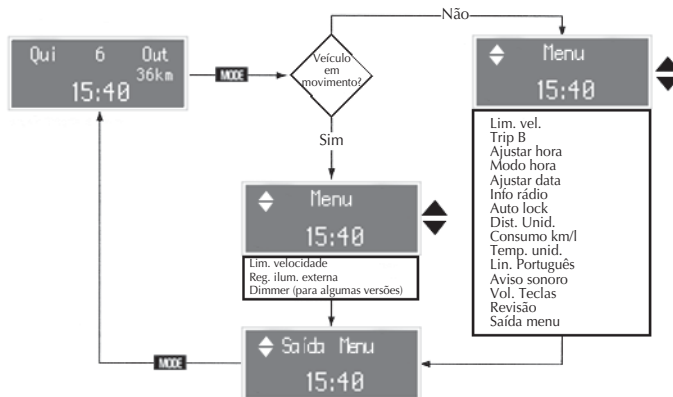 Qui 6 Out
36km
15:40
MODE
Veículo
em
movimento?
Não
Menu
15:40
Lim. vel.
Trip B
Ajustar hora
Modo hora
Ajustar data
Info rádio
Auto lock
Dist. Unid.
Consumo km/l
Temp. unid.
Lin. Português
Aviso sonoro
Vol. Teclas
Revisão
Saída menu
Sim
Menu
15:40
Lim. velocidade
Reg. ilum. externa
Dimmer (para algumas versões)
Saída Menu
15:40
MODE